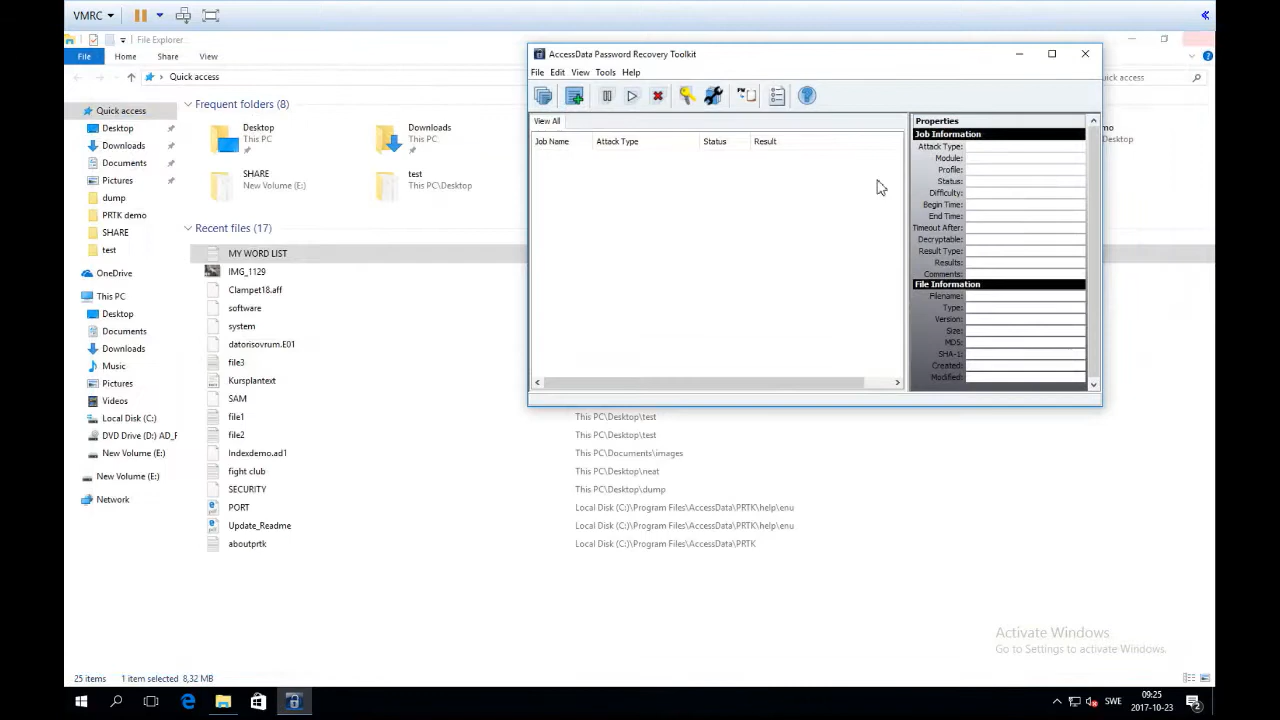 VMRC
File Explorer
AccessData Password Recovery Toolkit
File Home Share View
File Edit View Tools Help
Quick access
Quick access
Frequent folders (8)
Desktop
This PC
Downloads
This PC
SHARE
New Volume (E:)
test
This PC\Desktop
Recent files (17)
MY WORD LIST
IMG_1129
Clampet18.aff
software
system
datorisovrum.E01
file3
Kursplantext
SAM
file1
This PC\Desktop\test
file2
This PC\Desktop\test
Indexdemo.ad1
This PC\Documents\images
fight club
This PC\Desktop\neat
SECURITY
This PC\Desktop\dump
PORT
Local Disk (C:)\Program Files\AccessData\PRTK\help\enu
Update_Readme
Local Disk (C:)\Program Files\AccessData\PRTK\help\enu
aboutprtk
Local Disk (C:)\Program Files\AccessData\PRTK
Quick access
Desktop
Downloads
Documents
Pictures
dump
PRTK demo
SHARE
test
OneDrive
This PC
Desktop
Documents
Downloads
Music
Pictures
Videos
Local Disk (C:)
DVD Drive (D:) AD_F
New Volume (E:)
New Volume (E:)
Network
View All
Job Name Attack Type Status Result
Properties
Job Information
Attack Type:
Module:
Profile:
Status:
Difficulty:
Begin Time:
End Time:
Timeout After:
Decryptable:
Result Type:
Results:
Comments:
File Information
Filename:
Type:
Version:
Size:
MD5:
SHA-1:
Created:
Modified:
Activate Windows
Go to Settings to activate Windows.
25 items 1 item selected 8,32 MB
SWE
09:25
2017-10-23
2